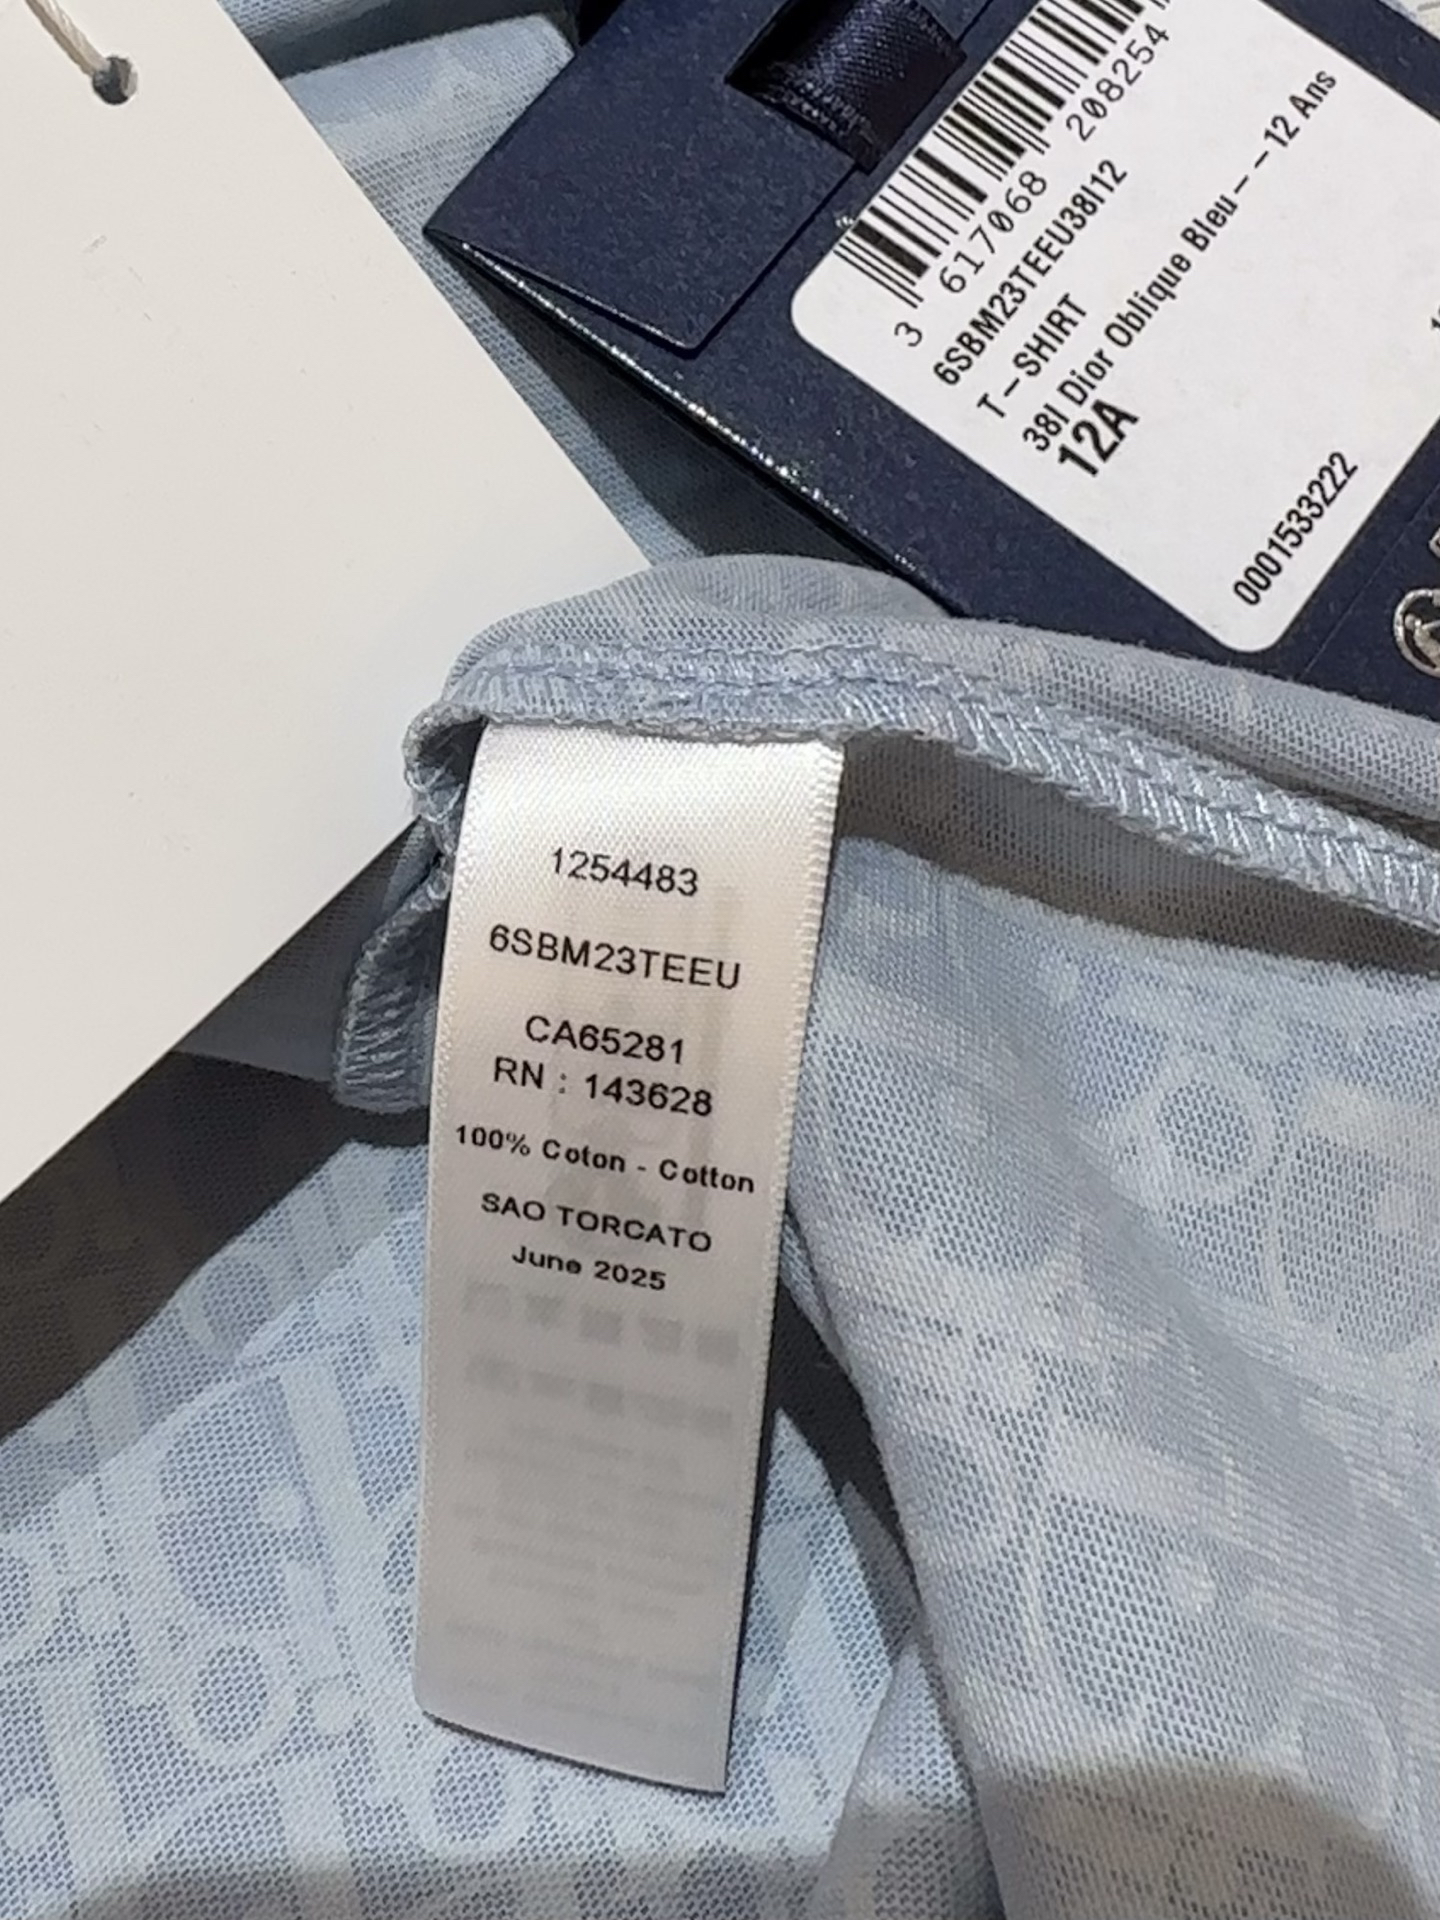 3 617068 208254
6SBM23TEEU38I12
T-SHIRT
38I Dior Oblique Bleu - - 12 Ans
12A
0001533222
1254483
6SBM23TEEU
CA65281
RN : 143628
100% Coton - Cotton
SAO TORCATO
June 2025